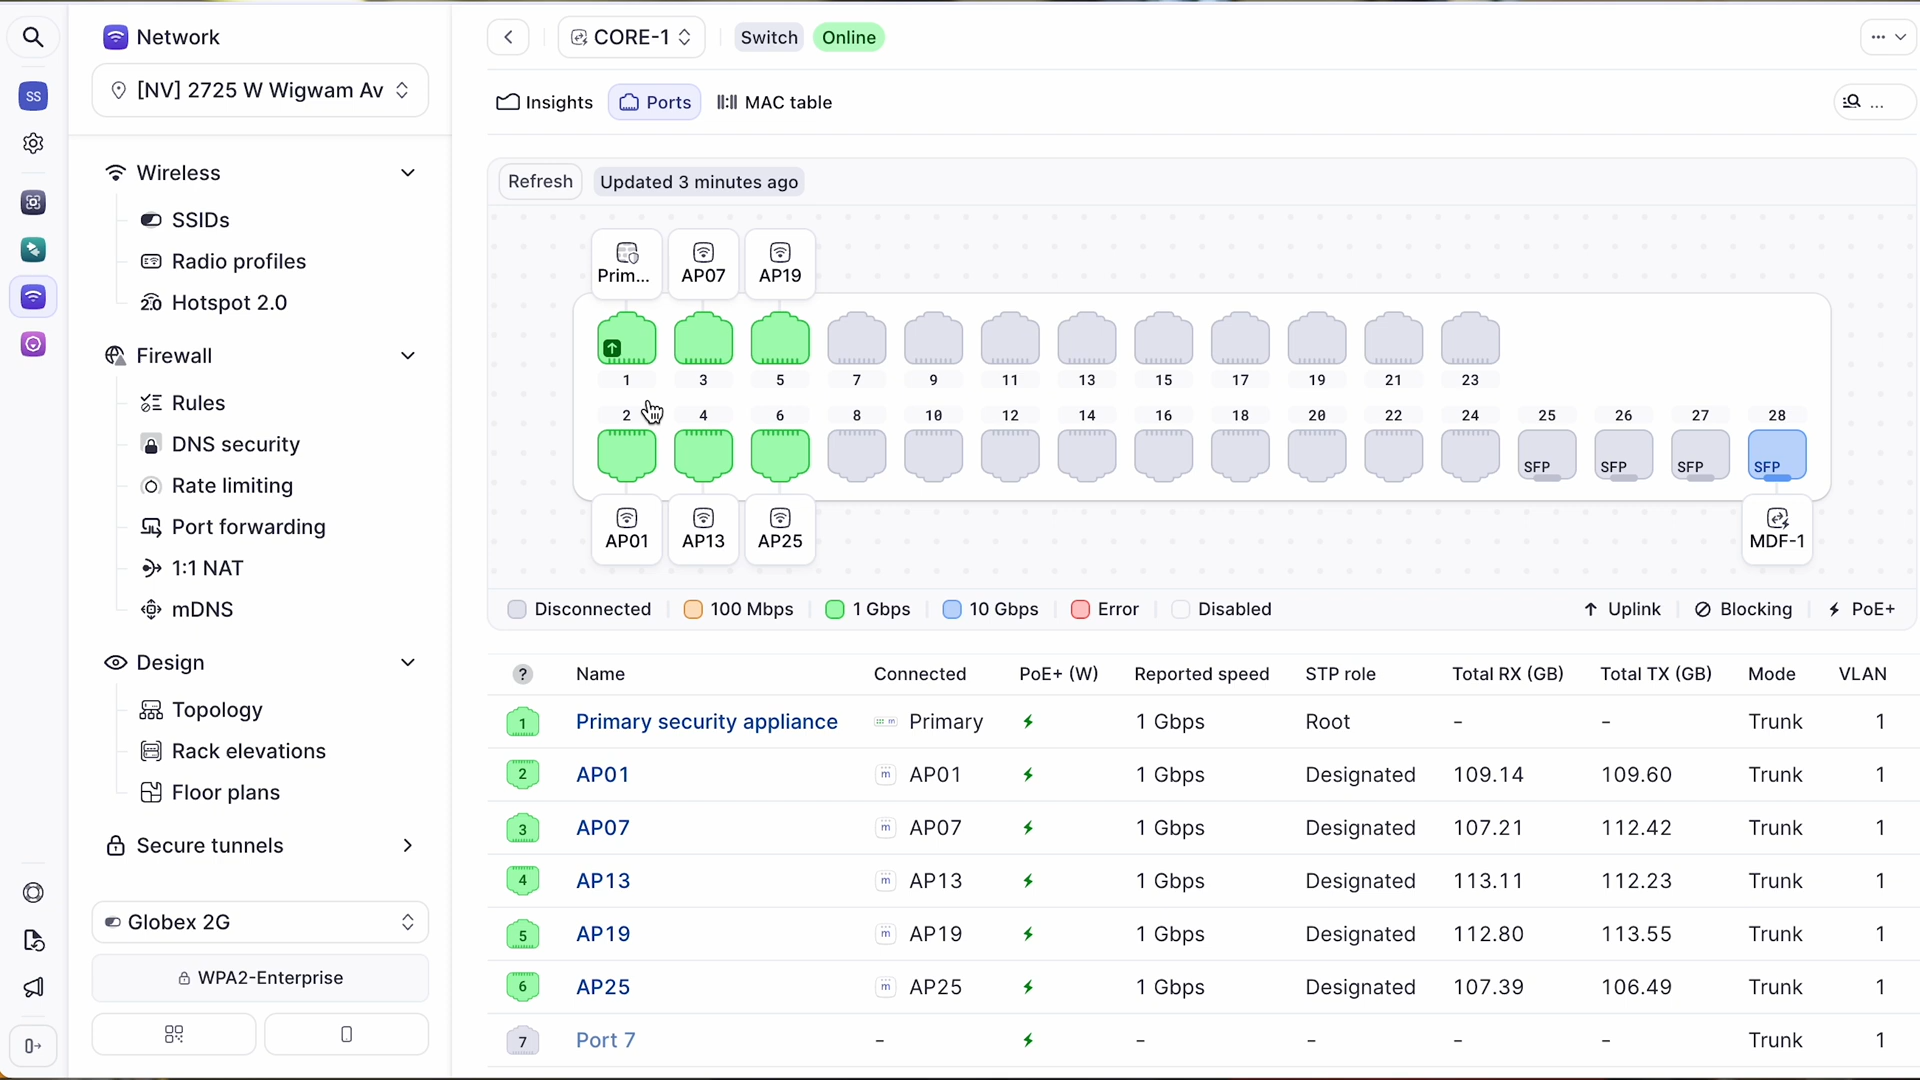 Network
[NV] 2725 W Wigwam Av
SS
Wireless
SSIDs
Radio profiles
2.0 Hotspot 2.0
Firewall
Rules
DNS security
Rate limiting
Port forwarding
1:1 NAT
mDNS
Design
Topology
Rack elevations
Floor plans
Secure tunnels
Globex 2G
WPA2-Enterprise
CORE-1 Switch Online
...
Insights Ports MAC table
...
Refresh Updated 3 minutes ago
Prim... AP07 AP19
1 3 5 7 9 11 13 15 17 19 21 23
2 4 6 8 10 12 14 16 18 20 22 24 25 26 27 28
SFP SFP SFP SFP
AP01 AP13 AP25 MDF-1
Disconnected 100 Mbps 1 Gbps 10 Gbps Error Disabled Uplink Blocking PoE+
? Name Connected PoE+ (W) Reported speed STP role Total RX (GB) Total TX (GB) Mode VLAN
1 Primary security appliance Primary 1 Gbps Root - - Trunk 1
2 AP01 m AP01 1 Gbps Designated 109.14 109.60 Trunk 1
3 AP07 m AP07 1 Gbps Designated 107.21 112.42 Trunk 1
4 AP13 m AP13 1 Gbps Designated 113.11 112.23 Trunk 1
5 AP19 m AP19 1 Gbps Designated 112.80 113.55 Trunk 1
6 AP25 m AP25 1 Gbps Designated 107.39 106.49 Trunk 1
7 Port 7 - - - - - Trunk 1